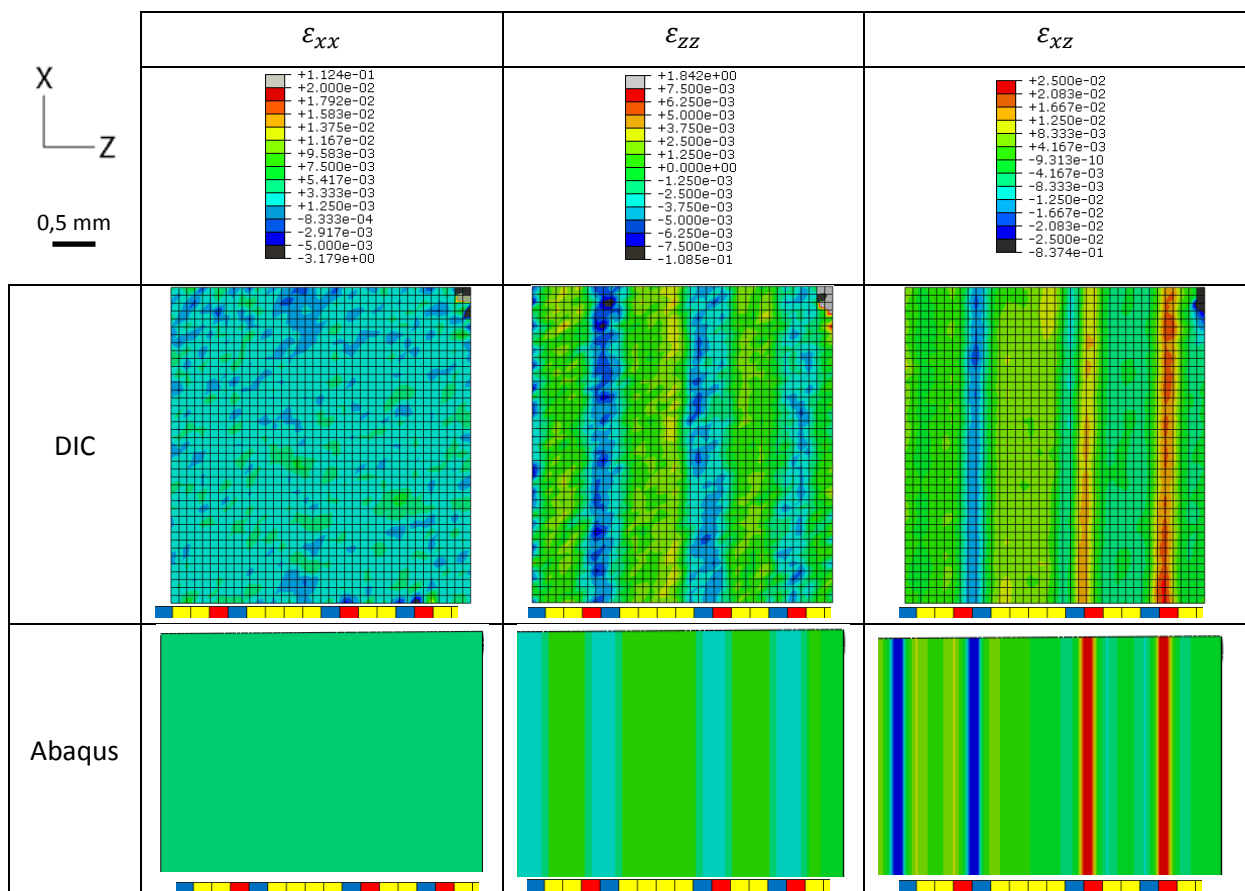 ε_xx
ε_zz
ε_xz
X
Z
0,5 mm
+1.124e-01
+2.000e-02
+1.792e-02
+1.583e-02
+1.375e-02
+1.167e-02
+9.583e-03
+7.500e-03
+5.417e-03
+3.333e-03
+1.250e-03
-8.333e-04
-2.917e-03
-5.000e-03
-3.179e+00
+1.842e+00
+7.500e-03
+6.250e-03
+5.000e-03
+3.750e-03
+2.500e-03
+1.250e-03
+0.000e+00
-1.250e-03
-2.500e-03
-3.750e-03
-5.000e-03
-6.250e-03
-7.500e-03
-1.085e-01
+2.500e-02
+2.083e-02
+1.667e-02
+1.250e-02
+8.333e-03
+4.167e-03
-9.313e-10
-4.167e-03
-8.333e-03
-1.250e-02
-1.667e-02
-2.083e-02
-2.500e-02
-8.374e-01
DIC
Abaqus